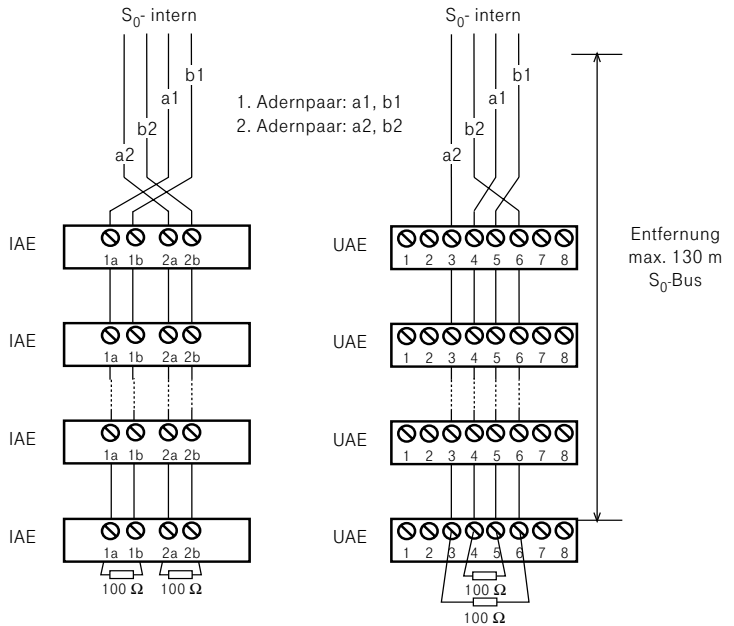 S0- intern S0- intern
b1 b1
a1 a1
1. Adernpaar: a1, b1
2. Adernpaar: a2, b2
b2 b2
a2 a2
IAE 1a 1b 2a 2b UAE 1 2 3 4 5 6 7 8
Entfernung
max. 130 m
S0-Bus
IAE 1a 1b 2a 2b UAE 1 2 3 4 5 6 7 8
IAE 1a 1b 2a 2b UAE 1 2 3 4 5 6 7 8
IAE 1a 1b 2a 2b UAE 1 2 3 4 5 6 7 8
100 Ω 100 Ω 100 Ω
100 Ω